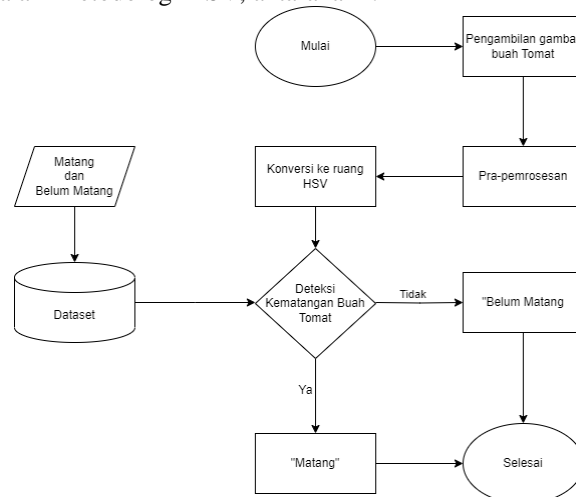 Mulai
Pengambilan gamba
buah Tomat
Matang
dan
Belum Matang
Konversi ke ruang
HSV
Pra-pemrosesan
Dataset
Deteksi
Kematangan Buah
Tomat
Tidak
"Belum Matang
Ya
"Matang"
Selesai